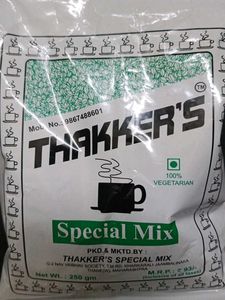 Mob. No. 9867488601
THAKKER'S
TM
100%
VEGETARIAN
Special Mix
PKD.& MKTD.BY :
THAKKER'S SPECIAL MIX
Net Wt. : 250 gm
M.R.P. : ₹ 93/-